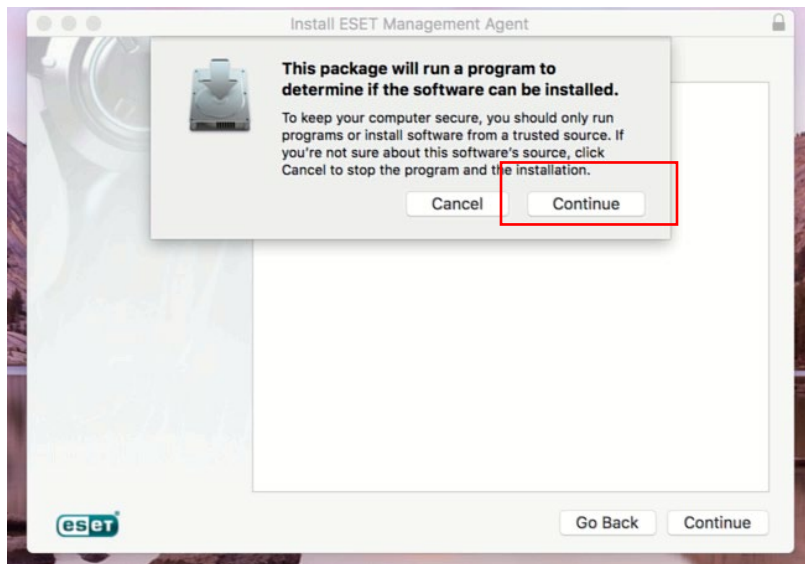 Install ESET Management Agent
This package will run a program to
determine if the software can be installed.
To keep your computer secure, you should only run
programs or install software from a trusted source. If
you're not sure about this software's source, click
Cancel to stop the program and the installation.
Cancel
Continue
eset
Go Back
Continue